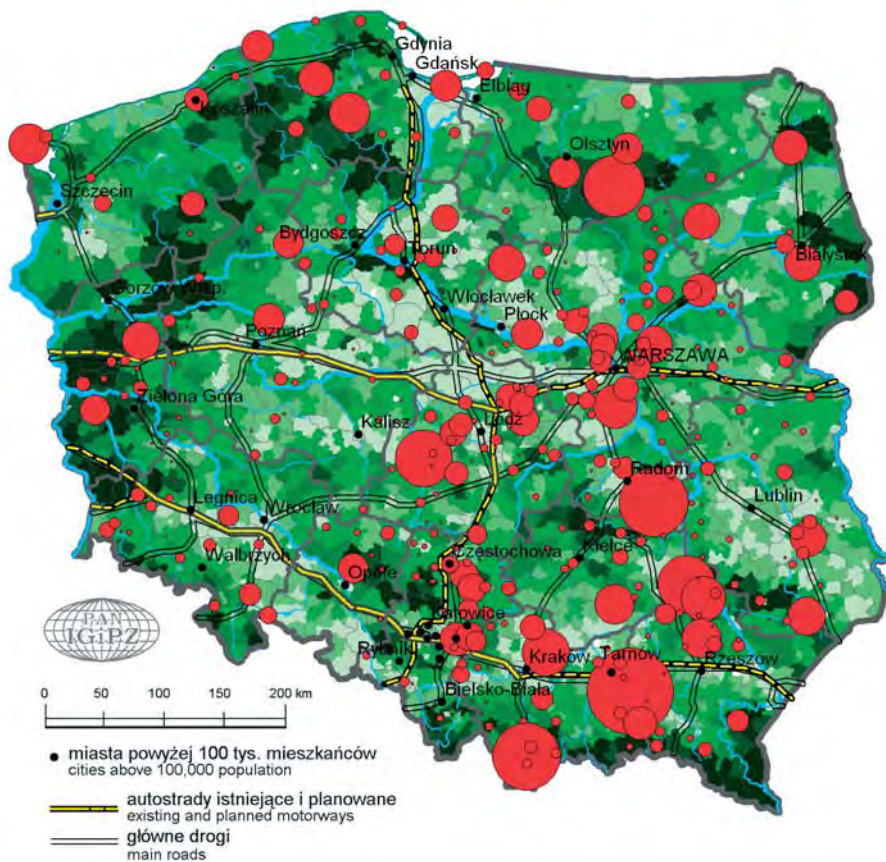 Gdynia
Gdańsk
Elbląg
Koszalin
Olsztyn
Szczecin
Bydgoszcz
Białystok
Toruń
Gorzów Wlkp.
Włocławek
Płock
Poznań
WARSZAWA
Zielona Góra
Kalisz
Łódź
Radom
Legnica
Wrocław
Lublin
Wałbrzych
Częstochowa
Kielce
Opole
PAN
IGiPZ
Katowice
Rybnik
Kraków
Tarnów
Rzeszów
Bielsko-Biała
0 50 75 100 200 km
miasta powyżej 100 tys. mieszkańców
cities above 100,000 population
autostrady istniejące i planowane
existing and planned motorways
główne drogi
main roads